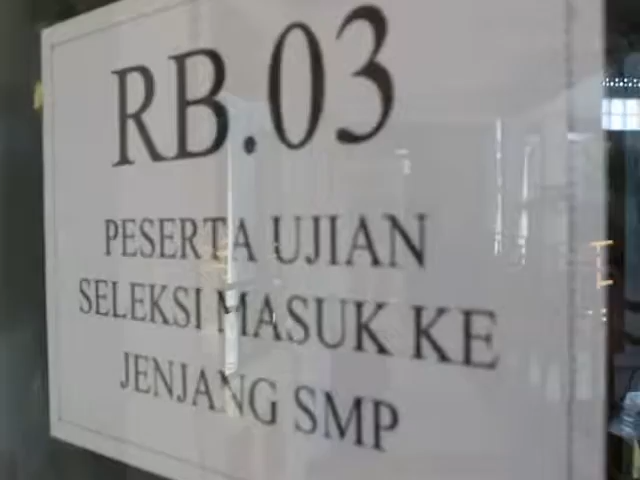 RB.03
PESERTA UJIAN
SELEKSI MASUK KE
JENJANG SMP